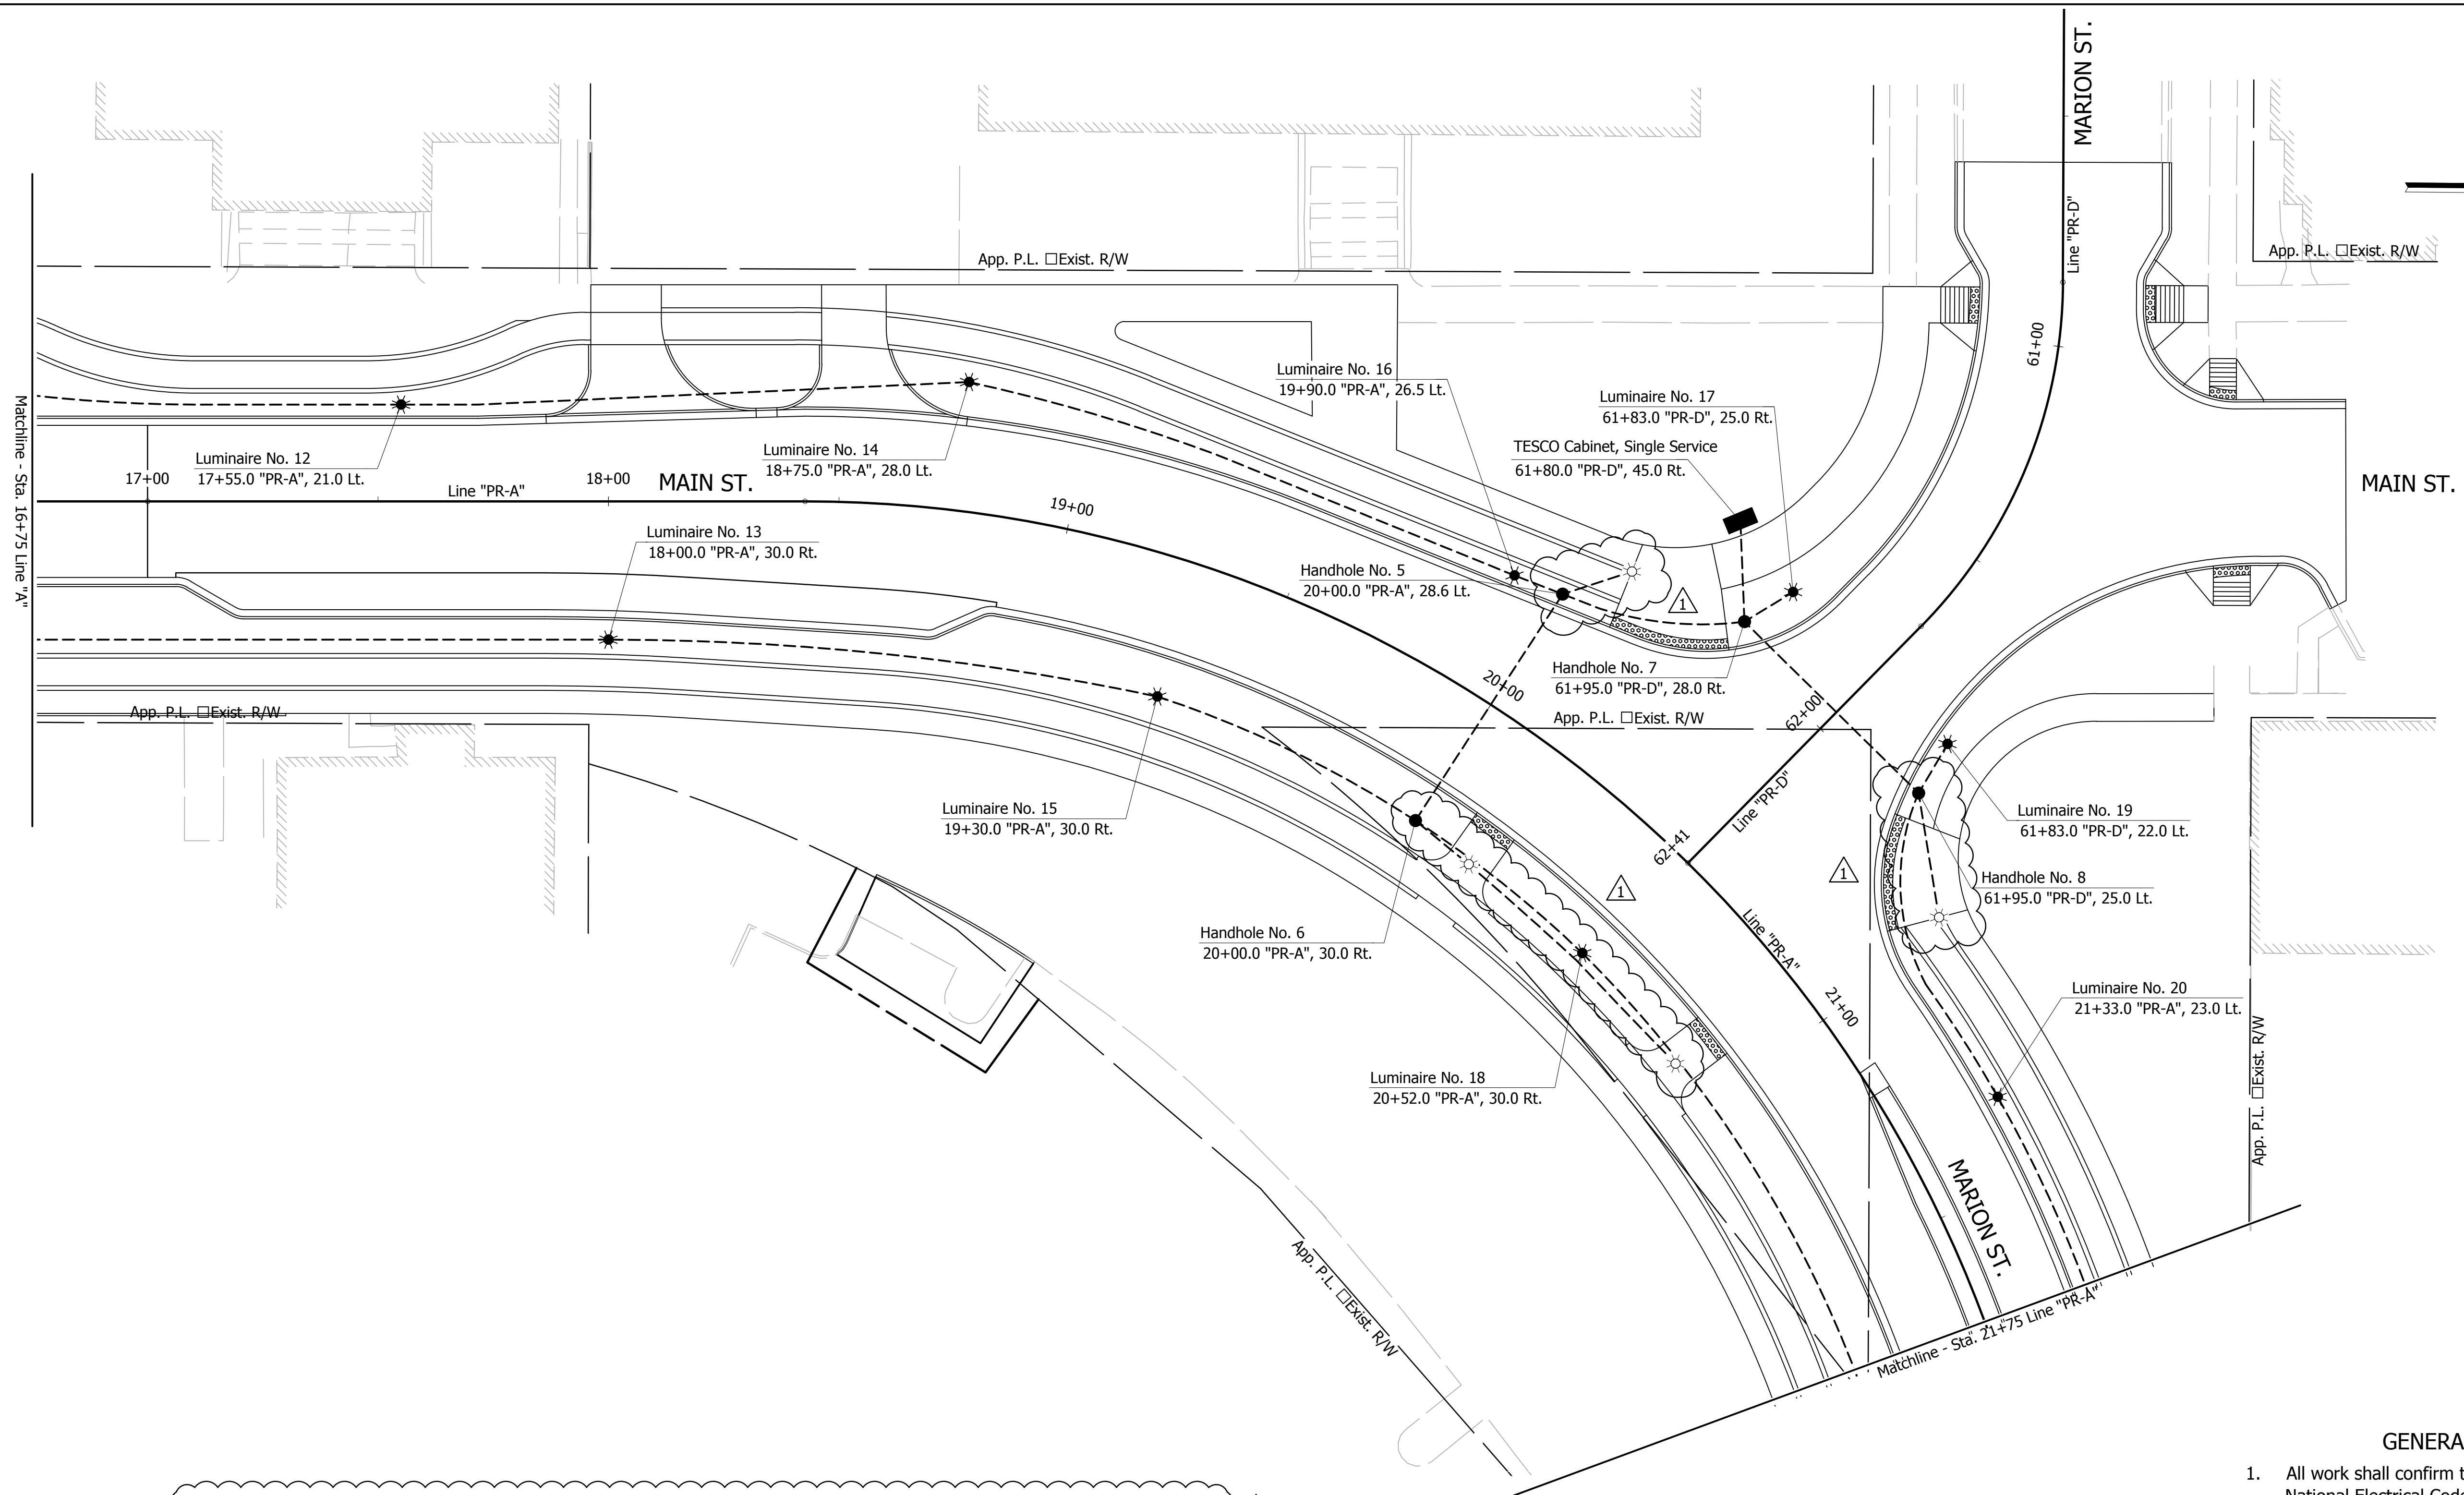 MARION ST.
Line "PR-D"
App. P.L. □Exist. R/W
App. P.L. □Exist. R/W
61+00
Luminaire No. 16
19+90.0 "PR-A", 26.5 Lt.
Luminaire No. 17
61+83.0 "PR-D", 25.0 Rt.
TESCO Cabinet, Single Service
61+80.0 "PR-D", 45.0 Rt.
Matchline - Sta. 16+75 Line "A"
Luminaire No. 12
17+55.0 "PR-A", 21.0 Lt.
Luminaire No. 14
18+75.0 "PR-A", 28.0 Lt.
17+00
Line "PR-A"
18+00
MAIN ST.
19+00
MAIN ST.
Luminaire No. 13
18+00.0 "PR-A", 30.0 Rt.
Handhole No. 5
20+00.0 "PR-A", 28.6 Lt.
1
Handhole No. 7
61+95.0 "PR-D", 28.0 Rt.
20+00
App. P.L. □Exist. R/W
App. P.L. □Exist. R/W
62+00
Line "PR-D"
Luminaire No. 15
19+30.0 "PR-A", 30.0 Rt.
Luminaire No. 19
61+83.0 "PR-D", 22.0 Lt.
62+41
1
1
Handhole No. 8
61+95.0 "PR-D", 25.0 Lt.
Handhole No. 6
20+00.0 "PR-A", 30.0 Rt.
Line "PR-A"
21+00
Luminaire No. 20
21+33.0 "PR-A", 23.0 Lt.
Luminaire No. 18
20+52.0 "PR-A", 30.0 Rt.
App. P.L. □Exist. R/W
MARION ST.
App. P.L. □Exist. R/W
Matchline - Sta. 21+75 Line "PR-A"
GENERA
1. All work shall confirm t
National Electrical Code